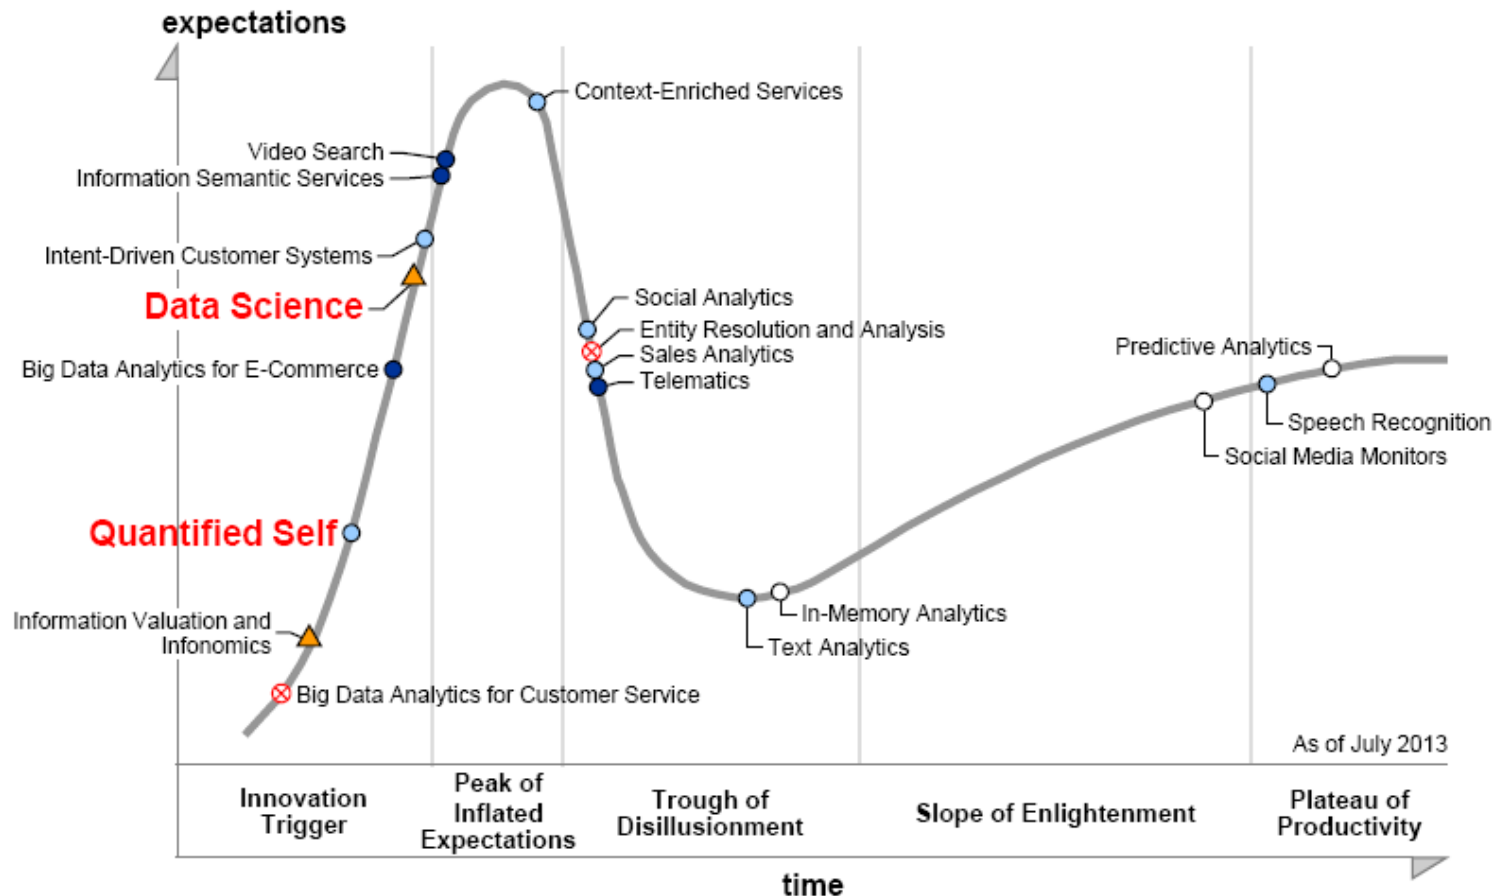 expectations
Context-Enriched Services
Video Search
Information Semantic Services
Intent-Driven Customer Systems
Data Science
Social Analytics
Entity Resolution and Analysis
Sales Analytics
Telematics
Big Data Analytics for E-Commerce
Predictive Analytics
Speech Recognition
Social Media Monitors
Quantified Self
In-Memory Analytics
Text Analytics
Information Valuation and
Infonomics
Big Data Analytics for Customer Service
As of July 2013
Innovation
Trigger
Peak of
Inflated
Expectations
Trough of
Disillusionment
Slope of Enlightenment
Plateau of
Productivity
time